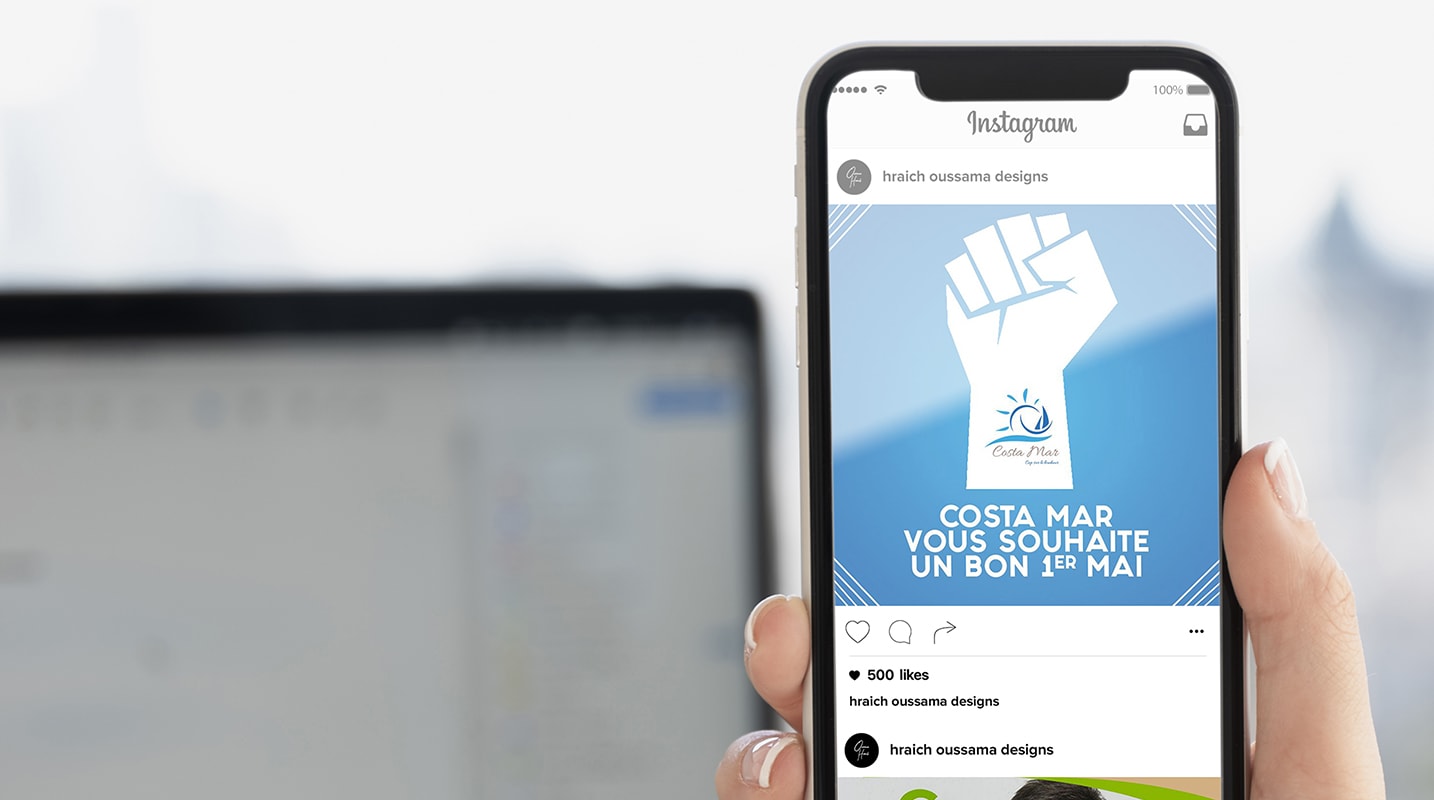 100%
Instagram
hraich oussama designs
Costa Mar
COSTA MAR
VOUS SOUHAITE
UN BON 1ER MAI
500 likes
hraich oussama designs
hraich oussama designs